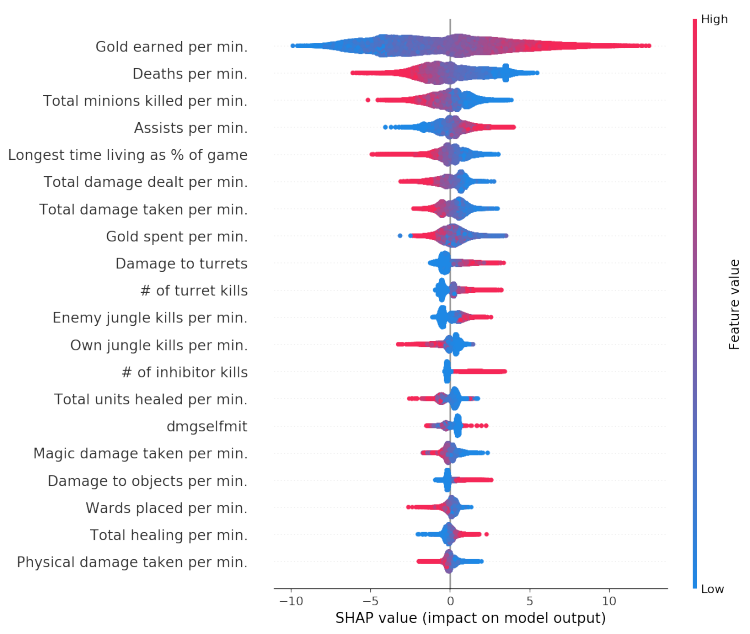 High
Gold earned per min.
Deaths per min.
Total minions killed per min.
Assists per min.
Longest time living as % of game
Total damage dealt per min.
Total damage taken per min.
Gold spent per min.
Damage to turrets
# of turret kills
Enemy jungle kills per min.
Own jungle kills per min.
# of inhibitor kills
Total units healed per min.
dmgselfmit
Magic damage taken per min.
Damage to objects per min.
Wards placed per min.
Total healing per min.
Physical damage taken per min.
Feature value
Low
−10 −5 0 5 10
SHAP value (impact on model output)